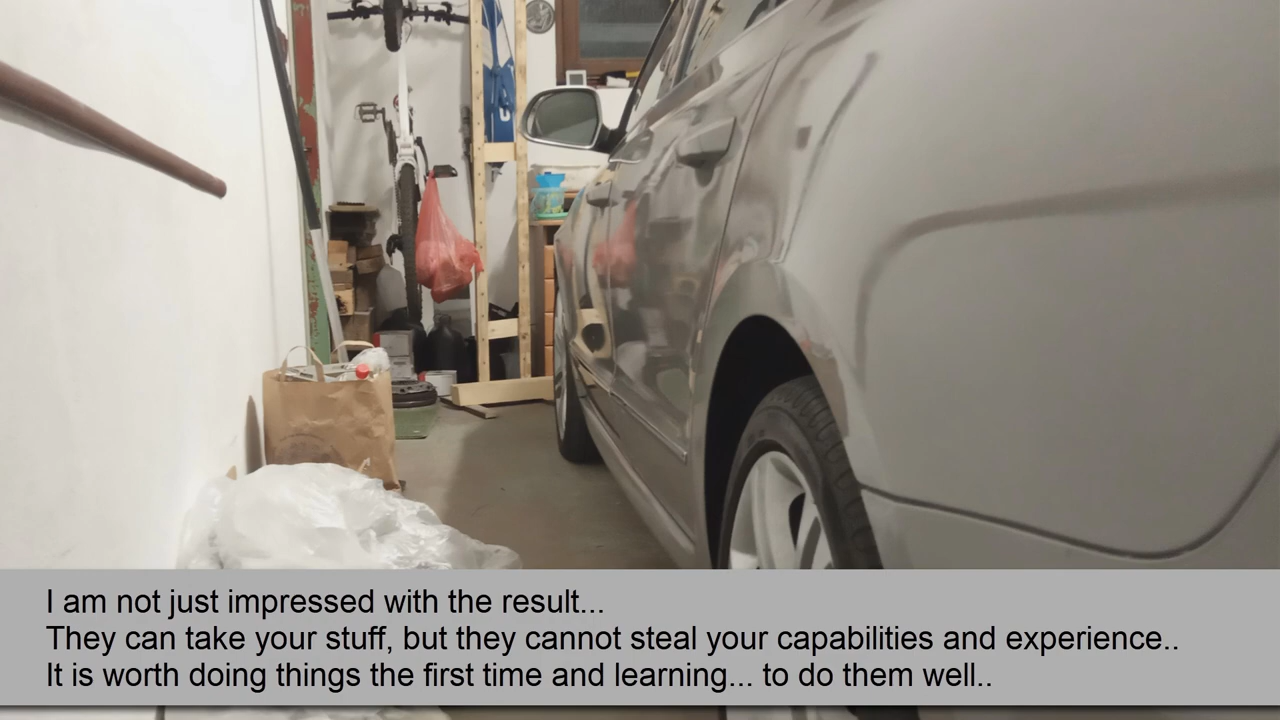 I am not just impressed with the result...
They can take your stuff, but they cannot steal your capabilities and experience..
It is worth doing things the first time and learning... to do them well..